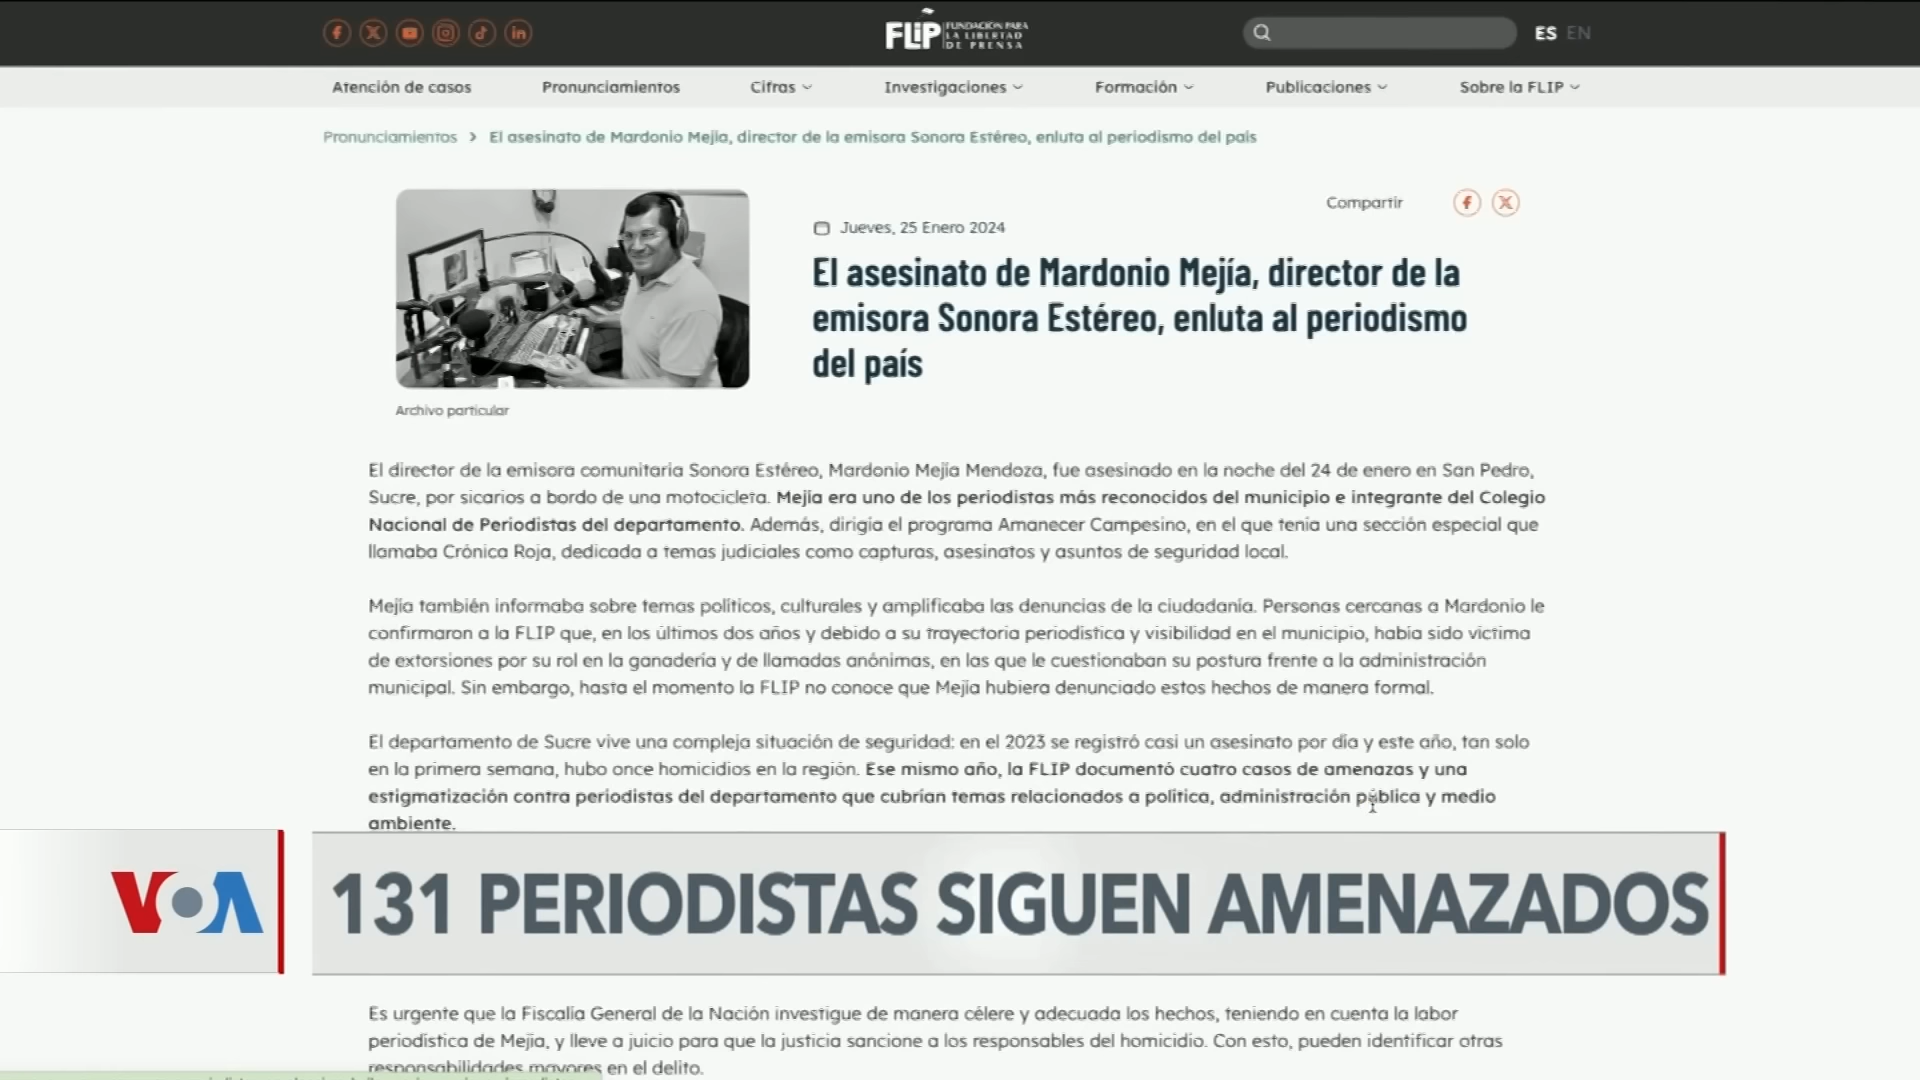 FLiP FUNDACIÓN PARA
LA LIBERTAD
DE PRENSA
ES EN
Atención de casos Pronunciamientos Cifras Investigaciones Formación Publicaciones Sobre la FLIP
Pronunciamientos > El asesinato de Mardonio Mejía, director de la emisora Sonora Estéreo, enluta al periodismo del país
Compartir
Jueves, 25 Enero 2024
El asesinato de Mardonio Mejía, director de la
emisora Sonora Estéreo, enluta al periodismo
del país
Archivo particular
El director de la emisora comunitaria Sonora Estéreo, Mardonio Mejía Mendoza, fue asesinado en la noche del 24 de enero en San Pedro,
Sucre, por sicarios a bordo de una motocicleta. Mejía era uno de los periodistas más reconocidos del municipio e integrante del Colegio
Nacional de Periodistas del departamento. Además, dirigía el programa Amanecer Campesino, en el que tenía una sección especial que
llamaba Crónica Roja, dedicada a temas judiciales como capturas, asesinatos y asuntos de seguridad local.
Mejía también informaba sobre temas políticos, culturales y amplificaba las denuncias de la ciudadanía. Personas cercanas a Mardonio le
confirmaron a la FLIP que, en los últimos dos años y debido a su trayectoria periodística y visibilidad en el municipio, había sido víctima
de extorsiones por su rol en la ganadería y de llamadas anónimas, en las que le cuestionaban su postura frente a la administración
municipal. Sin embargo, hasta el momento la FLIP no conoce que Mejía hubiera denunciado estos hechos de manera formal.
El departamento de Sucre vive una compleja situación de seguridad: en el 2023 se registró casi un asesinato por día y este año, tan solo
en la primera semana, hubo once homicidios en la región. Ese mismo año, la FLIP documentó cuatro casos de amenazas y una
estigmatización contra periodistas del departamento que cubrían temas relacionados a política, administración pública y medio
ambiente.
VOA
131 PERIODISTAS SIGUEN AMENAZADOS
Es urgente que la Fiscalía General de la Nación investigue de manera célere y adecuada los hechos, teniendo en cuenta la labor
periodística de Mejía, y lleve a juicio para que la justicia sancione a los responsables del homicidio. Con esto, pueden identificar otras
responsabilidades mayores en el delito.